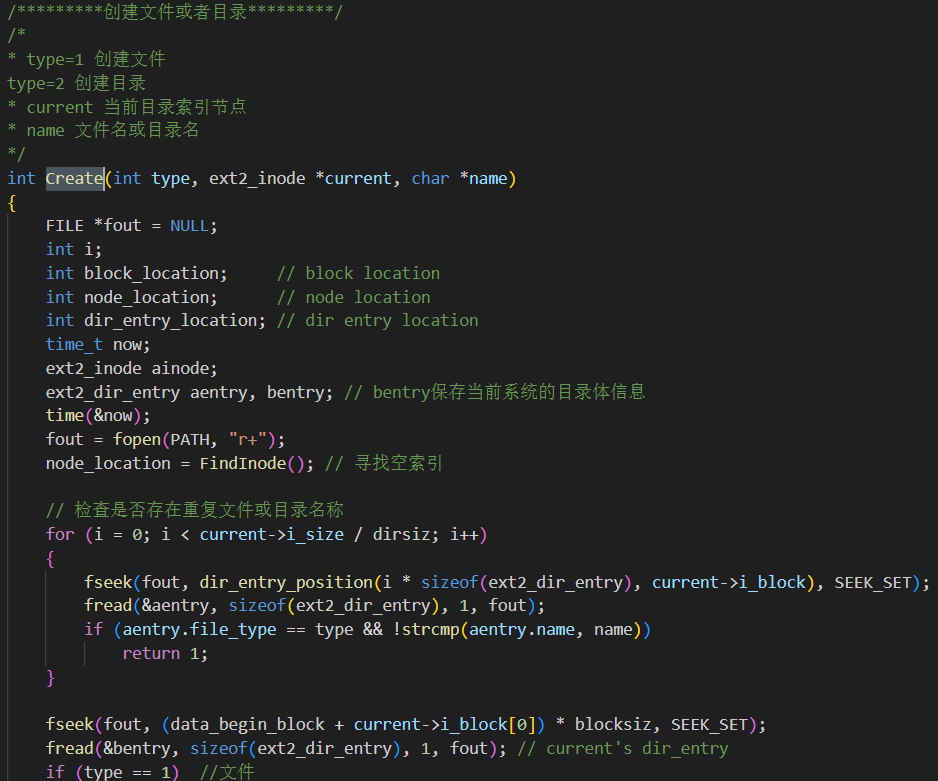 /*********创建文件或者目录*********/
/*
* type=1 创建文件
type=2 创建目录
* current 当前目录索引节点
* name 文件名或目录名
*/
int Create(int type, ext2_inode *current, char *name)
{
    FILE *fout = NULL;
    int i;
    int block_location;     // block location
    int node_location;      // node location
    int dir_entry_location; // dir entry location
    time_t now;
    ext2_inode ainode;
    ext2_dir_entry aentry, bentry; // bentry保存当前系统的目录体信息
    time(&now);
    fout = fopen(PATH, "r+");
    node_location = FindInode(); // 寻找空索引

    // 检查是否存在重复文件或目录名称
    for (i = 0; i < current->i_size / dirsiz; i++)
    {
        fseek(fout, dir_entry_position(i * sizeof(ext2_dir_entry), current->i_block), SEEK_SET);
        fread(&aentry, sizeof(ext2_dir_entry), 1, fout);
        if (aentry.file_type == type && !strcmp(aentry.name, name))
            return 1;
    }

    fseek(fout, (data_begin_block + current->i_block[0]) * blocksiz, SEEK_SET);
    fread(&bentry, sizeof(ext2_dir_entry), 1, fout); // current's dir_entry
    if (type == 1)  //文件